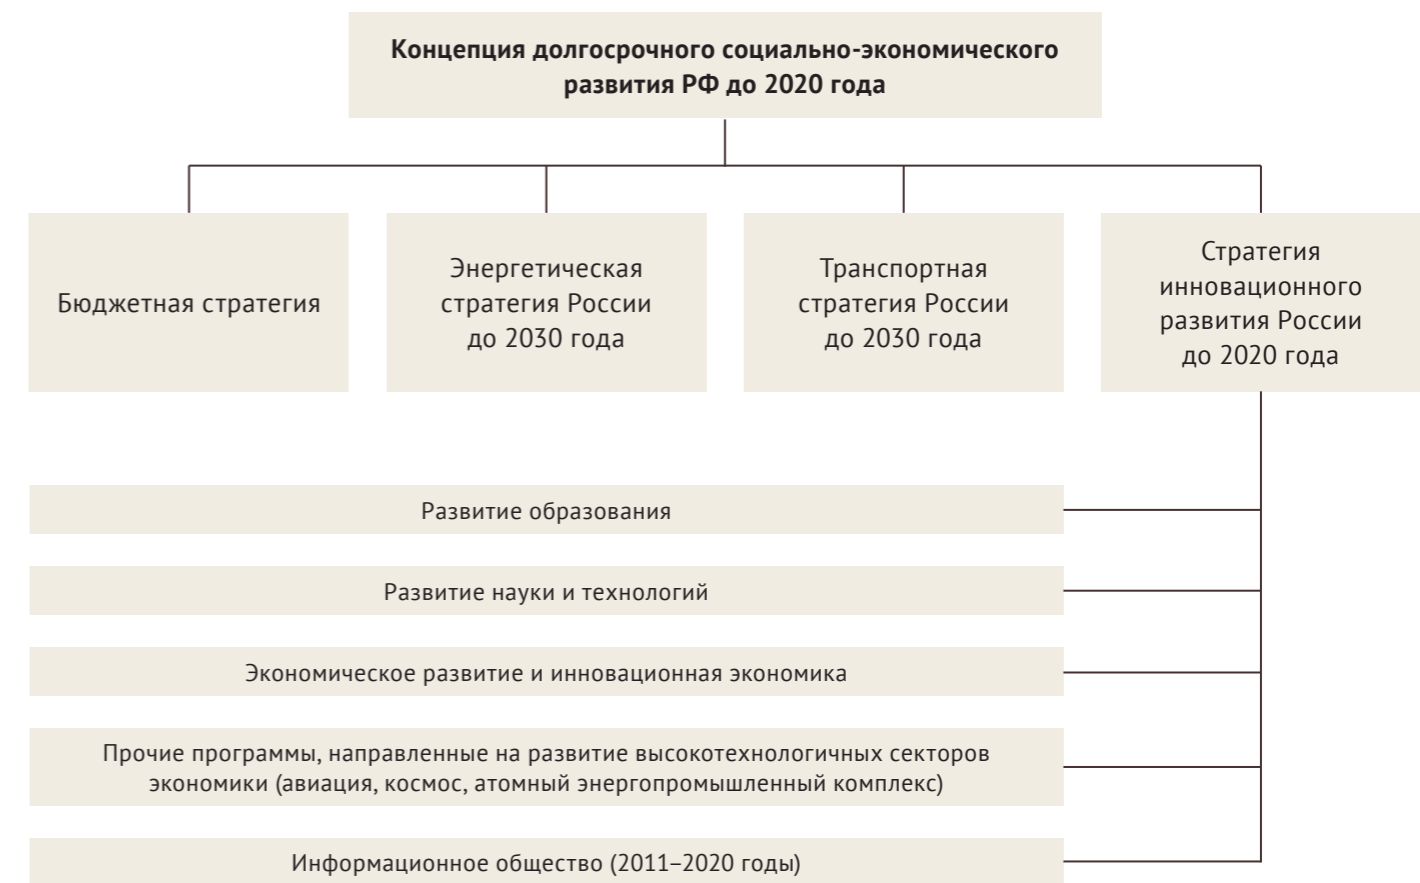 Концепция долгосрочного социально-экономического
развития РФ до 2020 года
Бюджетная стратегия
Энергетическая
стратегия России
до 2030 года
Транспортная
стратегия России
до 2030 года
Стратегия
инновационного
развития России
до 2020 года
Развитие образования
Развитие науки и технологий
Экономическое развитие и инновационная экономика
Прочие программы, направленные на развитие высокотехнологичных секторов
экономики (авиация, космос, атомный энергопромышленный комплекс)
Информационное общество (2011–2020 годы)